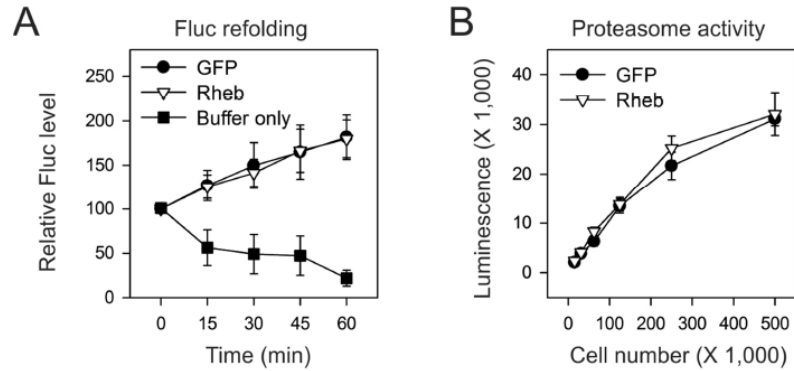 A
Fluc refolding
GFP
Rheb
Buffer only
250
200
150
100
50
0
Relative Fluc level
0 15 30 45 60
Time (min)
B
Proteasome activity
GFP
Rheb
40
30
20
10
0
Luminescence (X 1,000)
0 100 200 300 400 500
Cell number (X 1,000)